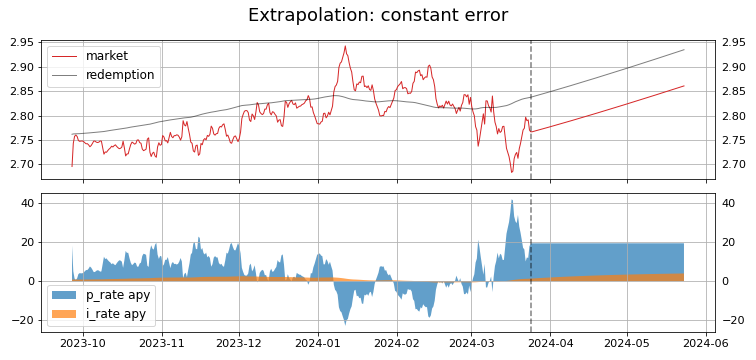 Extrapolation: constant error
2.95 2.95
market
redemption
2.90 2.90
2.85 2.85
2.80 2.80
2.75 2.75
2.70 2.70
40 40
20 20
0 0
p_rate apy
i_rate apy
−20 −20
2023-10 2023-11 2023-12 2024-01 2024-02 2024-03 2024-04 2024-05 2024-06